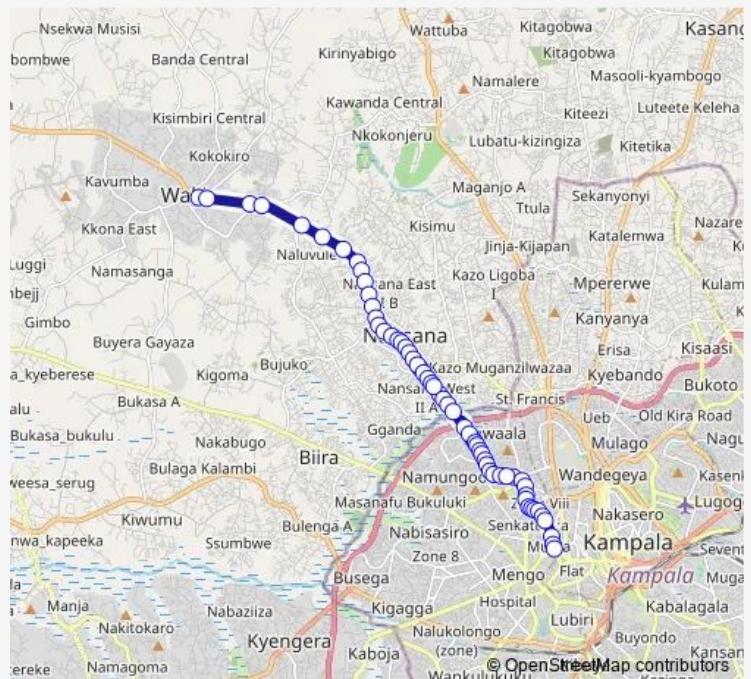 Nsekwa Musisi
Wattuba
Kitagobwa
Kasang
bombwe
Banda Central
Kirinyabigo
Kitagobwa
Namalere
Masooli-kyambogo
Kawanda Central
Kiteezi
Luteete Keleha
Kisimbiri Central
Nkokonjeru
Lubatu-kizingiza
Kitetika
Kokokiro
Kavumba
Wa
Maganjo A
Sekanyonyi
Ttula
Kkona East
Kisimu
Nazare
Jinja-Kijapan
Katalemwa
Luggi
Naluvule
Namasanga
Kazo Ligoba
I
Mpererwe
Kulam
bejj
Gimbo
Kanyanya
Buyera Gayaza
Erisa
Kisaasi
Bujuko
Kazo Muganzilwazaa
a_kyeberese
Kigoma
Kyebando
Bukoto
Bukasa A
St. Francis
alu
II A
Ueb
Old Kira Road
Bukasa_bukulu
Nakabugo
Gganda
Mulago
Nagu
Biira
weesa_serug
Bulaga Kalambi
Wandegeya
Kasen
Masanafu Bukuluki
Viii
Nakasero
Lugog
Kiwumu
Bulenga A
Nabisasiro
nwa_kapeeka
Ssumbwe
Zone 8
Kampala
Sevent
Busega
Mengo
Flat
Kampala
Muga
Manja
Nabaziiza
Kigagga
Hospital
Kabalagala
Nakitokaro
Lubiri
Kyengera
Nalukolongo
(zone)
Buyondo
Namagoma
Kaboja
Kansan
ereke
Wankulukuku
© OpenStreetMap contributors